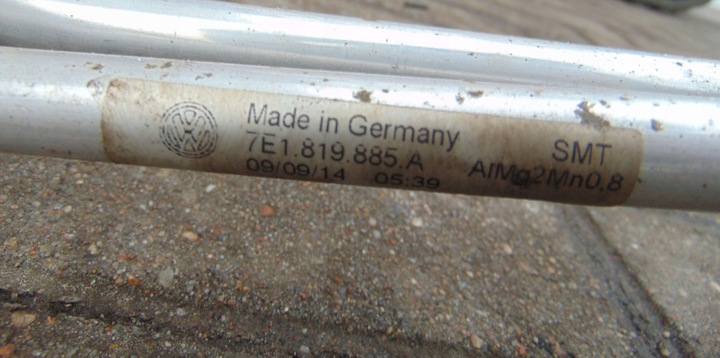 Made in Germany
7E1.819.885.A
09/09/14 05:39
SMT
AlMg2Mn0,8